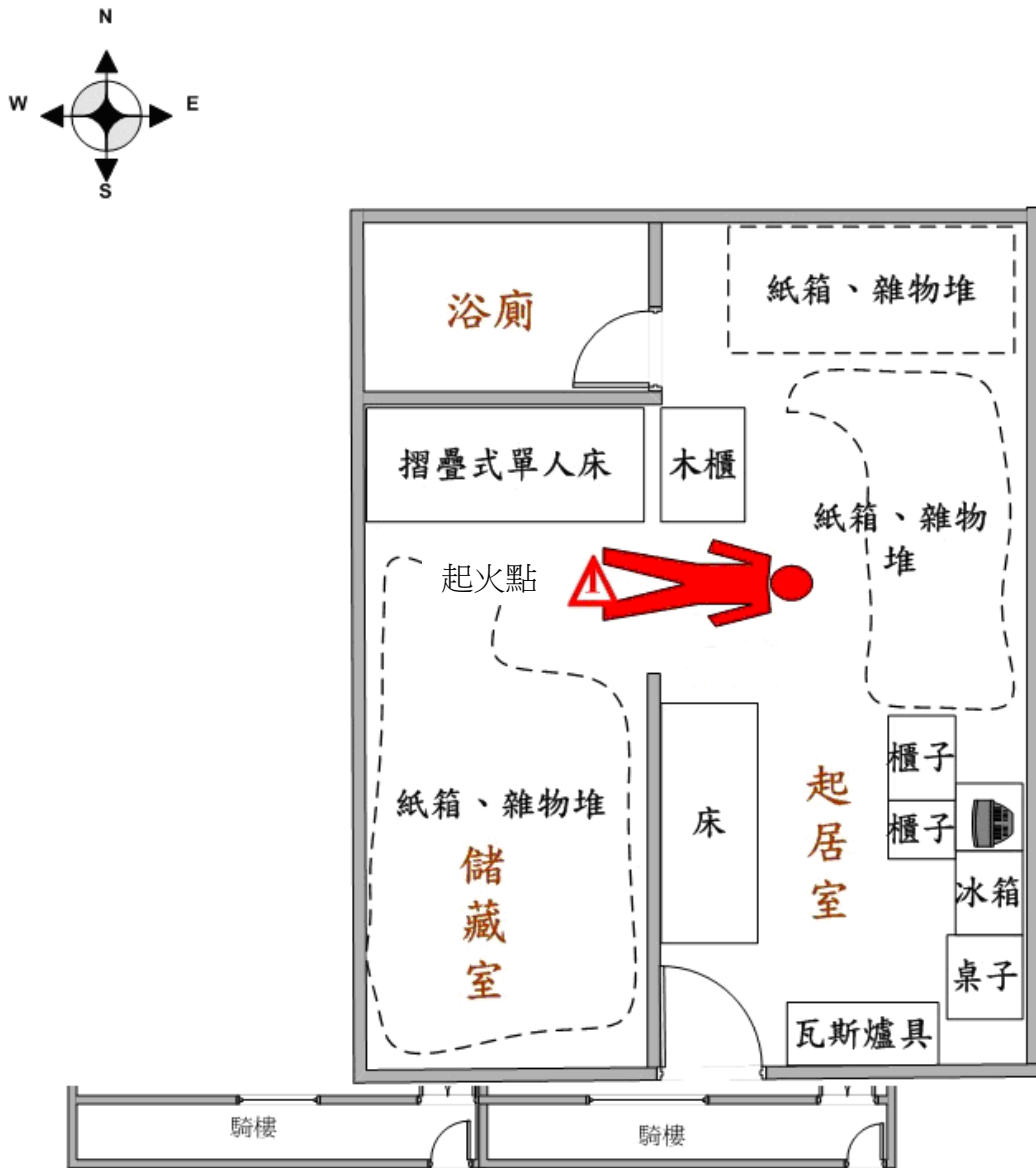 N
W
E
S
浴廁
紙箱、雜物堆
摺疊式單人床
木櫃
紙箱、雜物
堆
起火點
1
櫃子
紙箱、雜物堆
床
起居室
櫃子
儲藏室
冰箱
桌子
瓦斯爐具
騎樓
騎樓